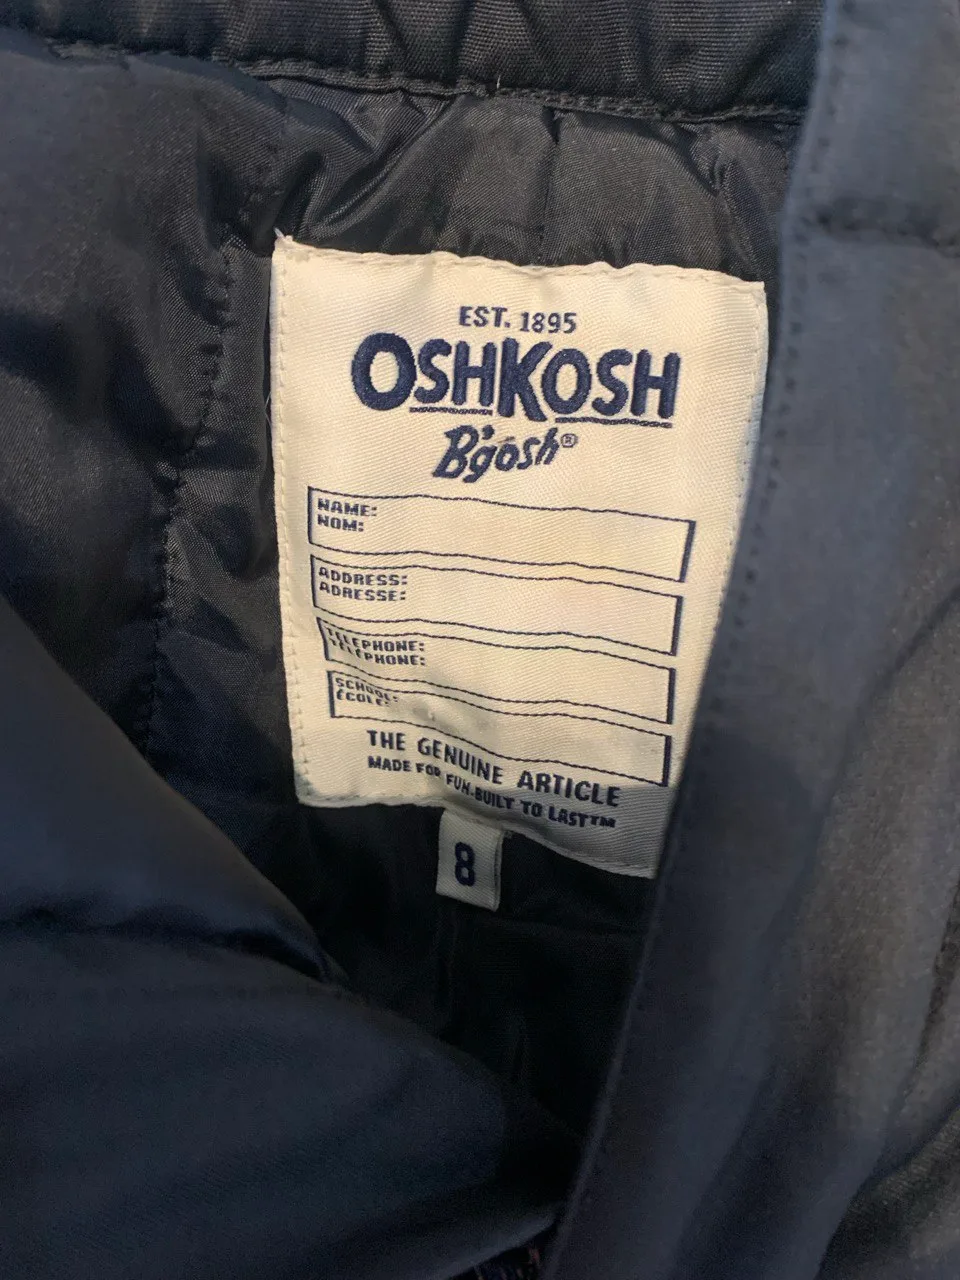 EST. 1895
OSHKOSH
B'gosh®
NAME:
NOM:
ADDRESS:
ADRESSE:
TELEPHONE:
TÉLÉPHONE:
SCHOOL:
ÉCOLE:
THE GENUINE ARTICLE
MADE FOR FUN.BUILT TO LAST™
8